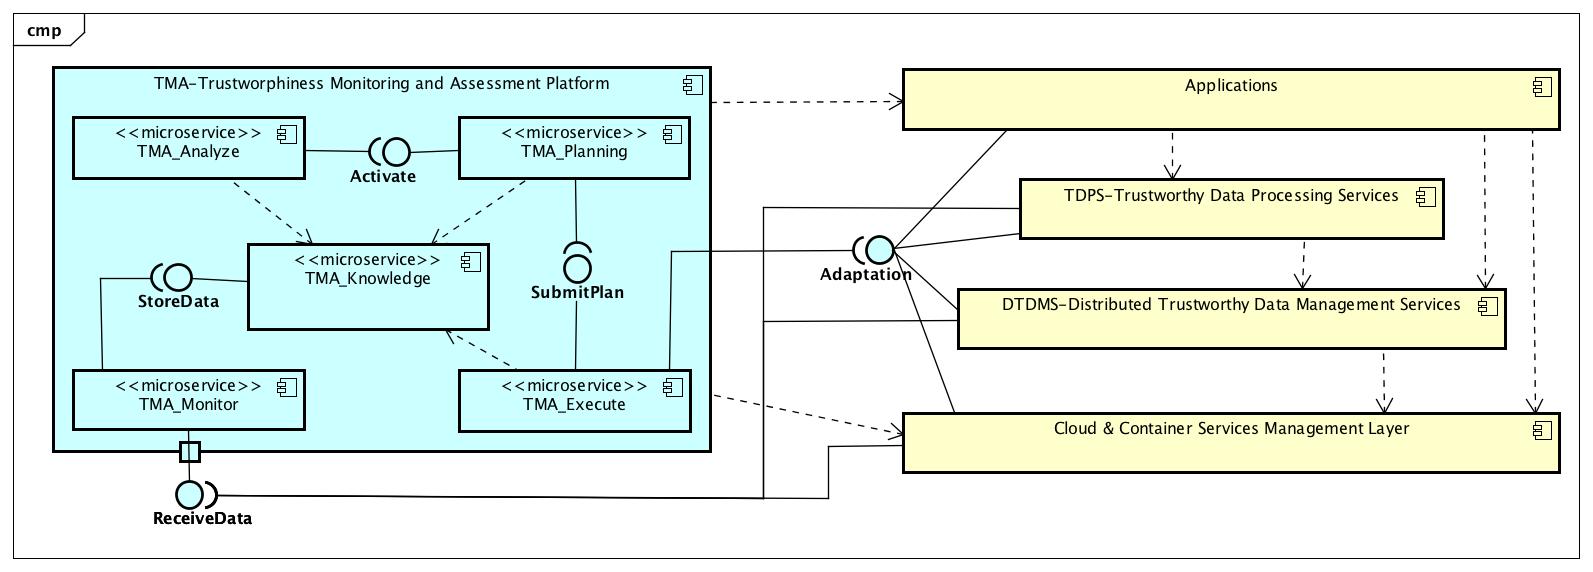 cmp
TMA-Trustworphiness Monitoring and Assessment Platform
Applications
<<microservice>>
TMA_Analyze
Activate
<<microservice>>
TMA_Planning
TDPS-Trustworthy Data Processing Services
<<microservice>>
TMA_Knowledge
StoreData
SubmitPlan
Adaptation
DTDMS-Distributed Trustworthy Data Management Services
<<microservice>>
TMA_Monitor
<<microservice>>
TMA_Execute
Cloud & Container Services Management Layer
ReceiveData